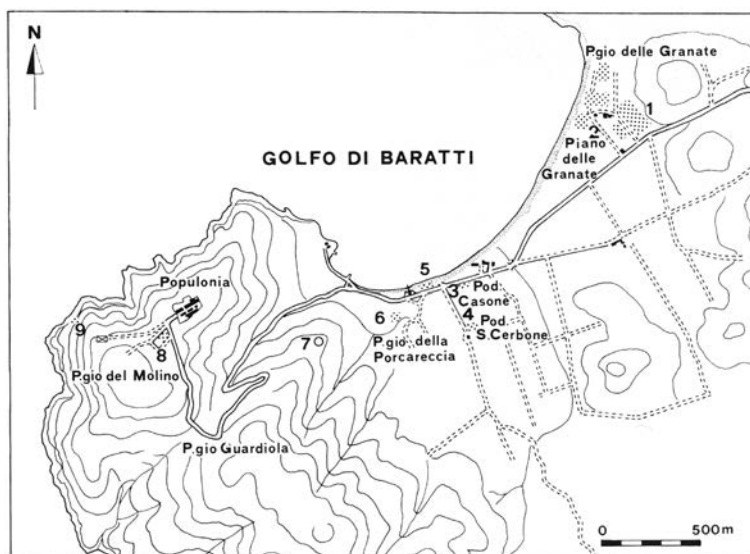 N
P.gio delle Granate
1
2
Piano
delle
Granate
GOLFO DI BARATTI
5
3
Pod.
Casone
4
Pod.
S.Cerbone
6
P.gio della
Porcareccia
7
Populonia
9
8
P.gio del Molino
P.gio Guardiola
0 500m